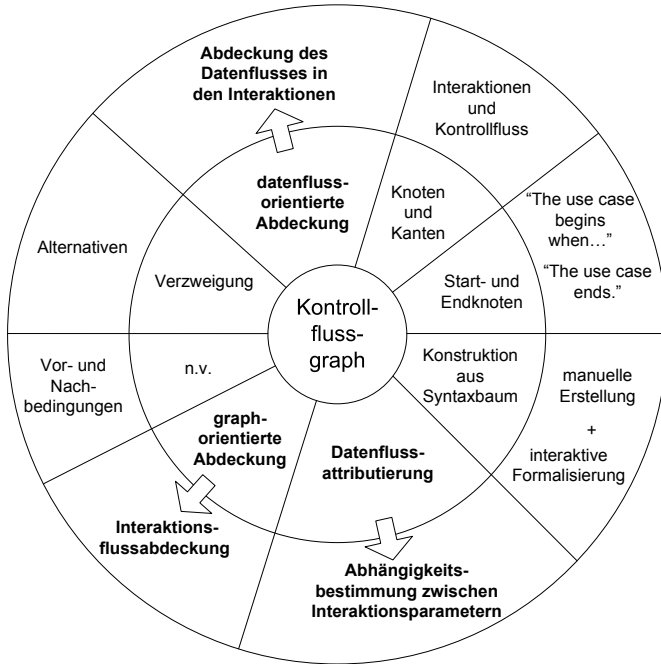 Abdeckung des
Datenflusses in
den Interaktionen
Interaktionen
und
Kontrollfluss
datenfluss-
orientierte
Abdeckung
Knoten
und
Kanten
“The use case
begins
when…”
“The use case
ends.”
Alternativen
Verzweigung
Start- und
Endknoten
Kontroll-
fluss-
graph
Vor- und
Nach-
bedingungen
n.v.
Konstruktion
aus
Syntaxbaum
manuelle
Erstellung
+
interaktive
Formalisierung
graph-
orientierte
Abdeckung
Datenfluss-
attributierung
Interaktions-
flussabdeckung
Abhängigkeits-
bestimmung zwischen
Interaktionsparametern